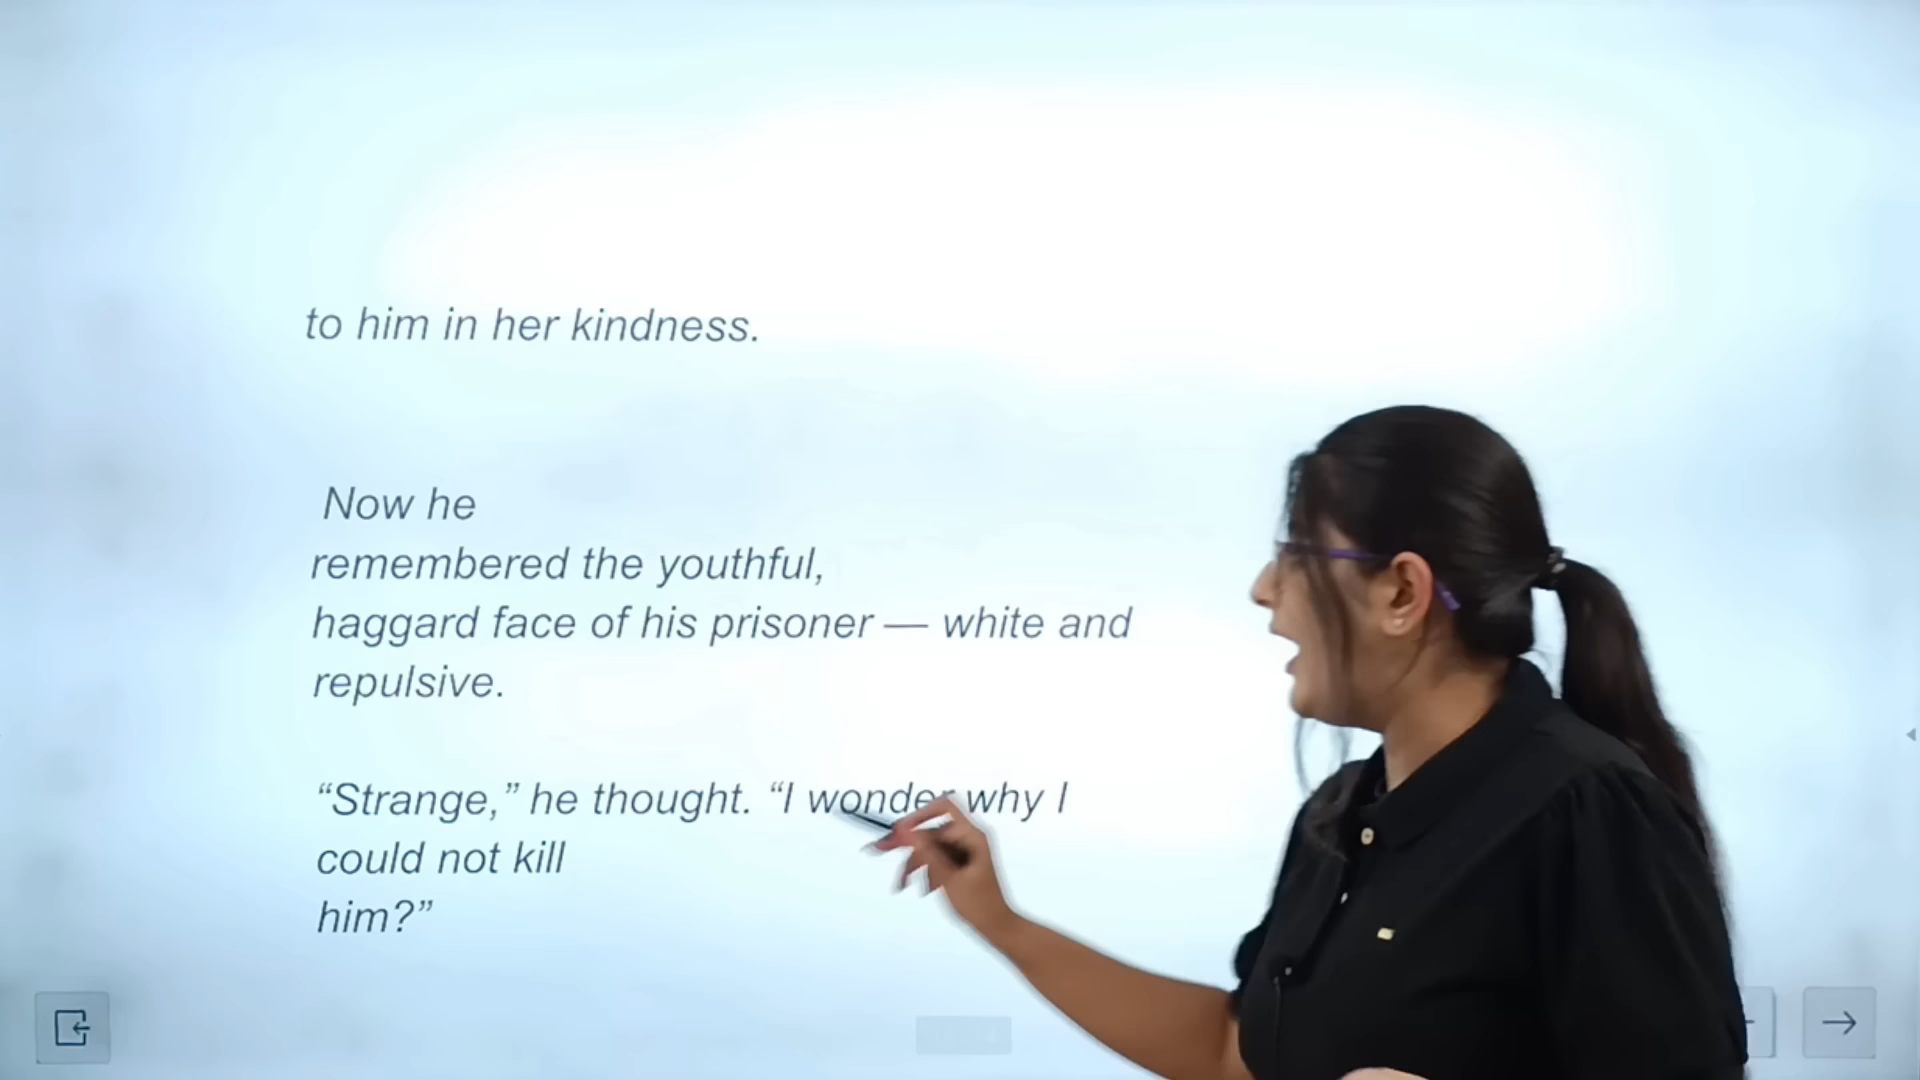 to him in her kindness.
Now he
remembered the youthful,
haggard face of his prisoner — white and
repulsive.
“Strange,” he thought. “I wonder why I
could not kill
him?”